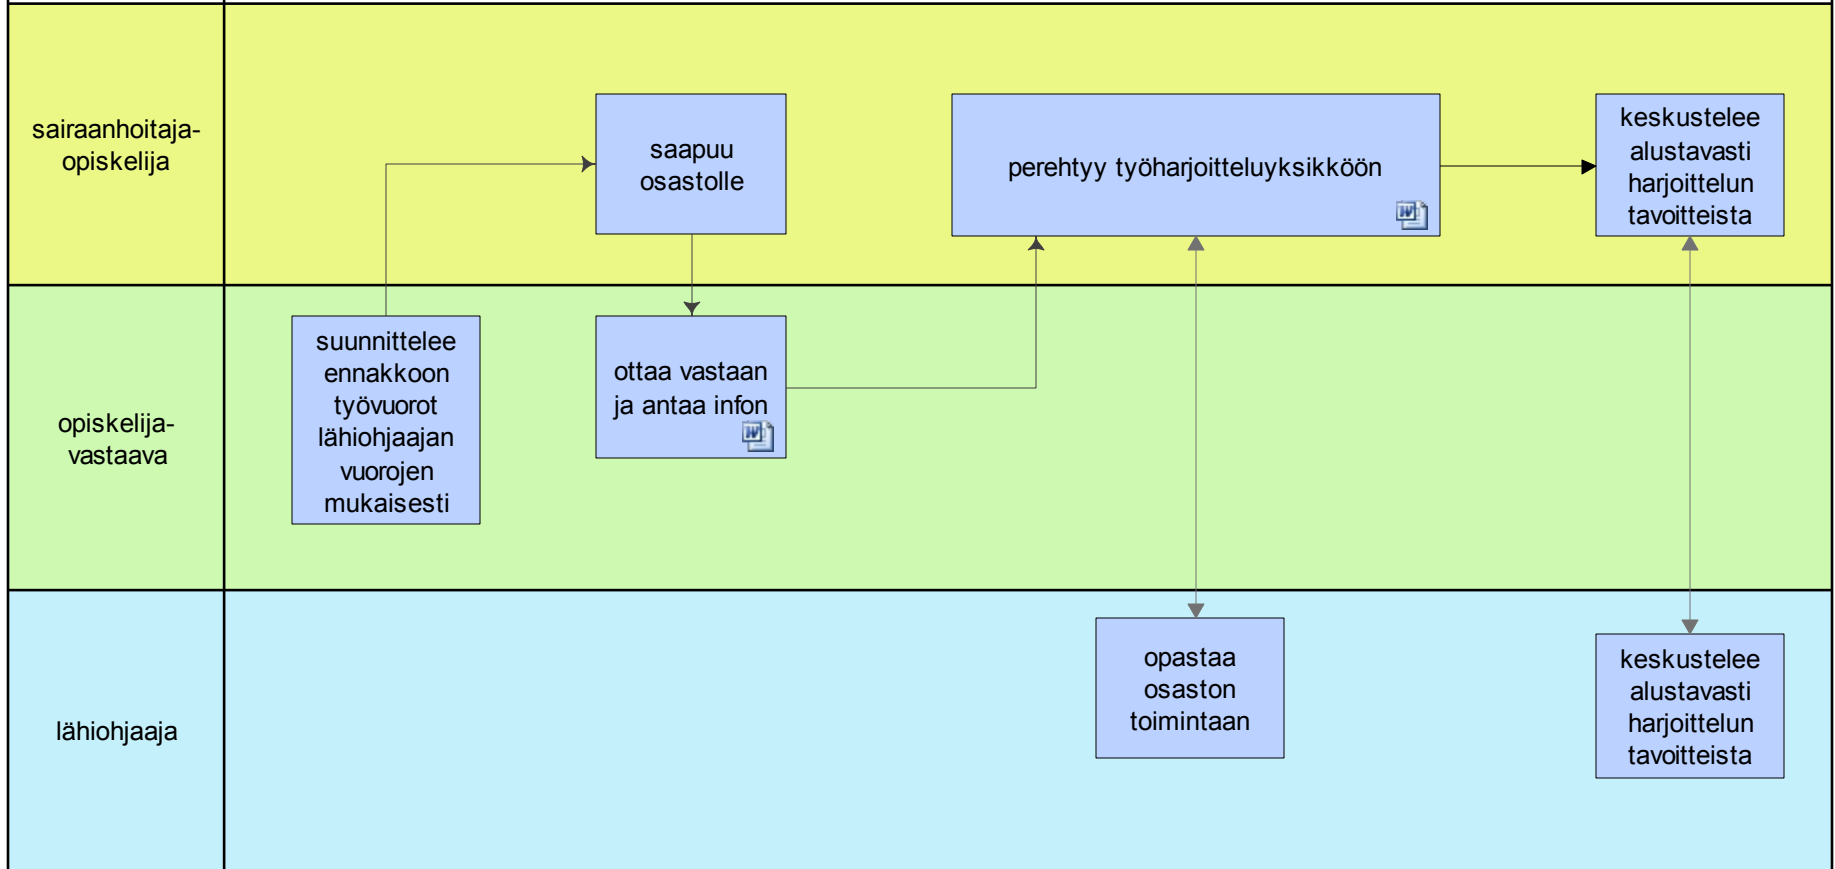 sairaanhoitaja-
opiskelija
saapuu
osastolle
perehtyy työharjoitteluyksikköön
keskustelee
alustavasti
harjoittelun
tavoitteista
opiskelija-
vastaava
suunnittelee
ennakkoon
työvuorot
lähiohjaajan
vuorojen
mukaisesti
ottaa vastaan
ja antaa infon
lähiohjaaja
opastaa
osaston
toimintaan
keskustelee
alustavasti
harjoittelun
tavoitteista